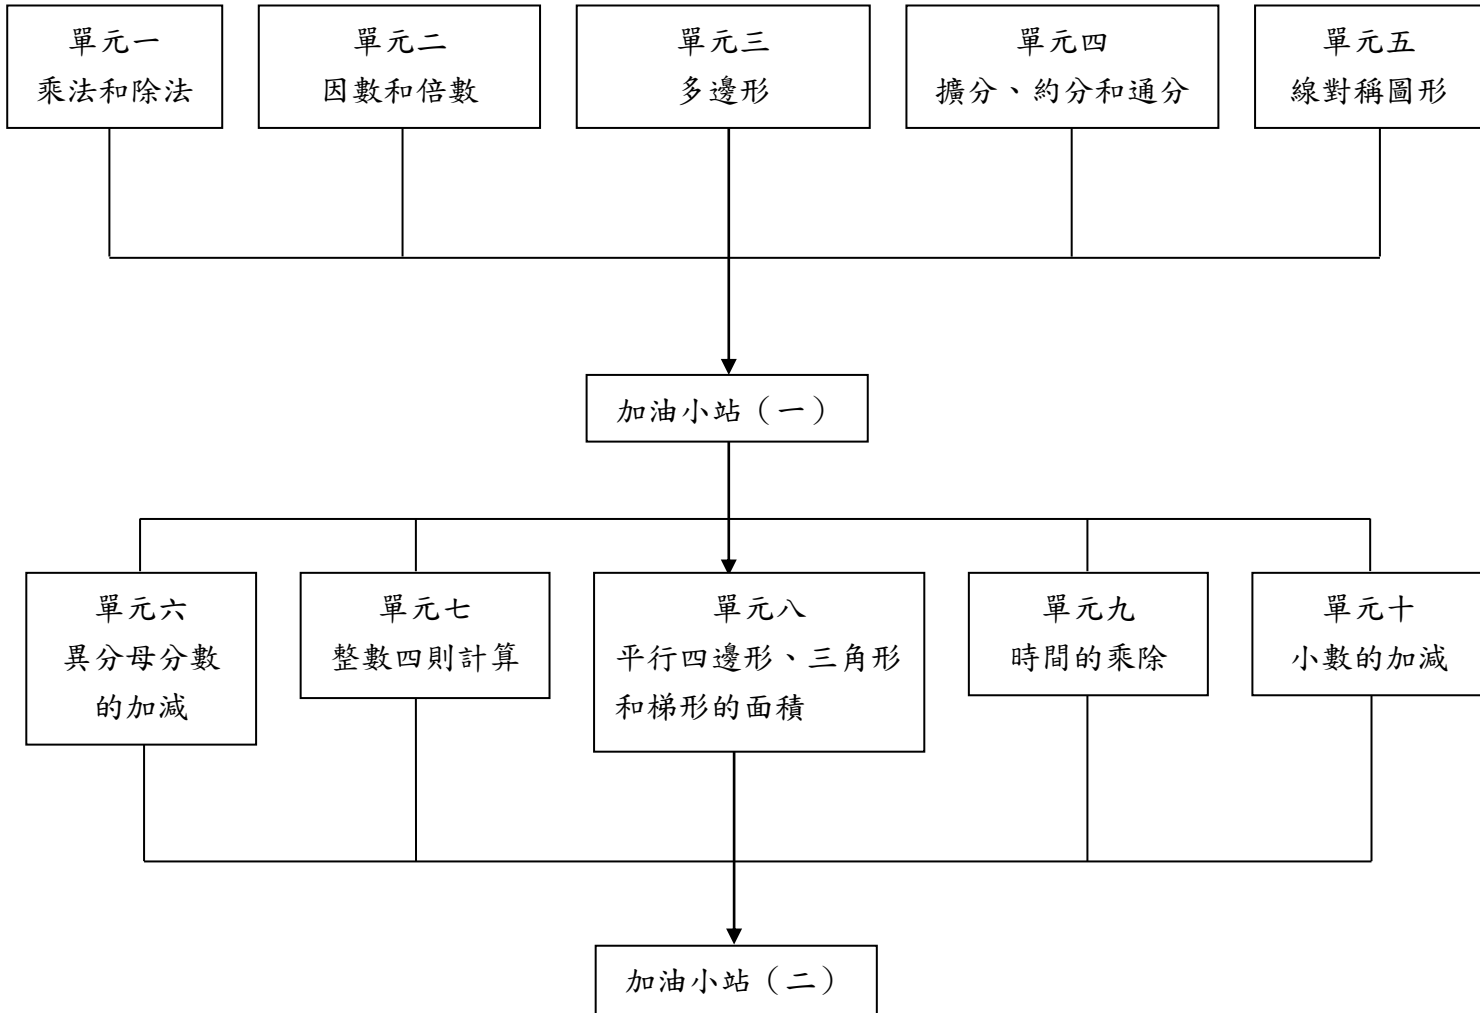 單元一
乘法和除法
單元二
因數和倍數
單元三
多邊形
單元四
擴分、約分和通分
單元五
線對稱圖形
加油小站（一）
單元六
異分母分數
的加減
單元七
整數四則計算
單元八
平行四邊形、三角形
和梯形的面積
單元九
時間的乘除
單元十
小數的加減
加油小站（二）